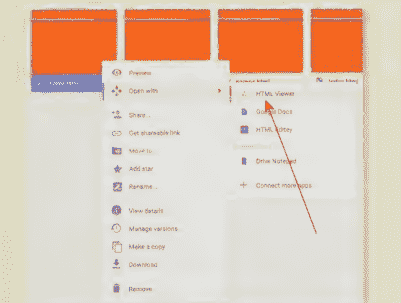 Preview
Open with
HTML Viewer
Share...
Google Docs
Get shareable link
HTML Editey
Move to...
Add star
Drive Notepad
Rename...
Connect more apps
View details
Manage versions
Make a copy
Download
Remove